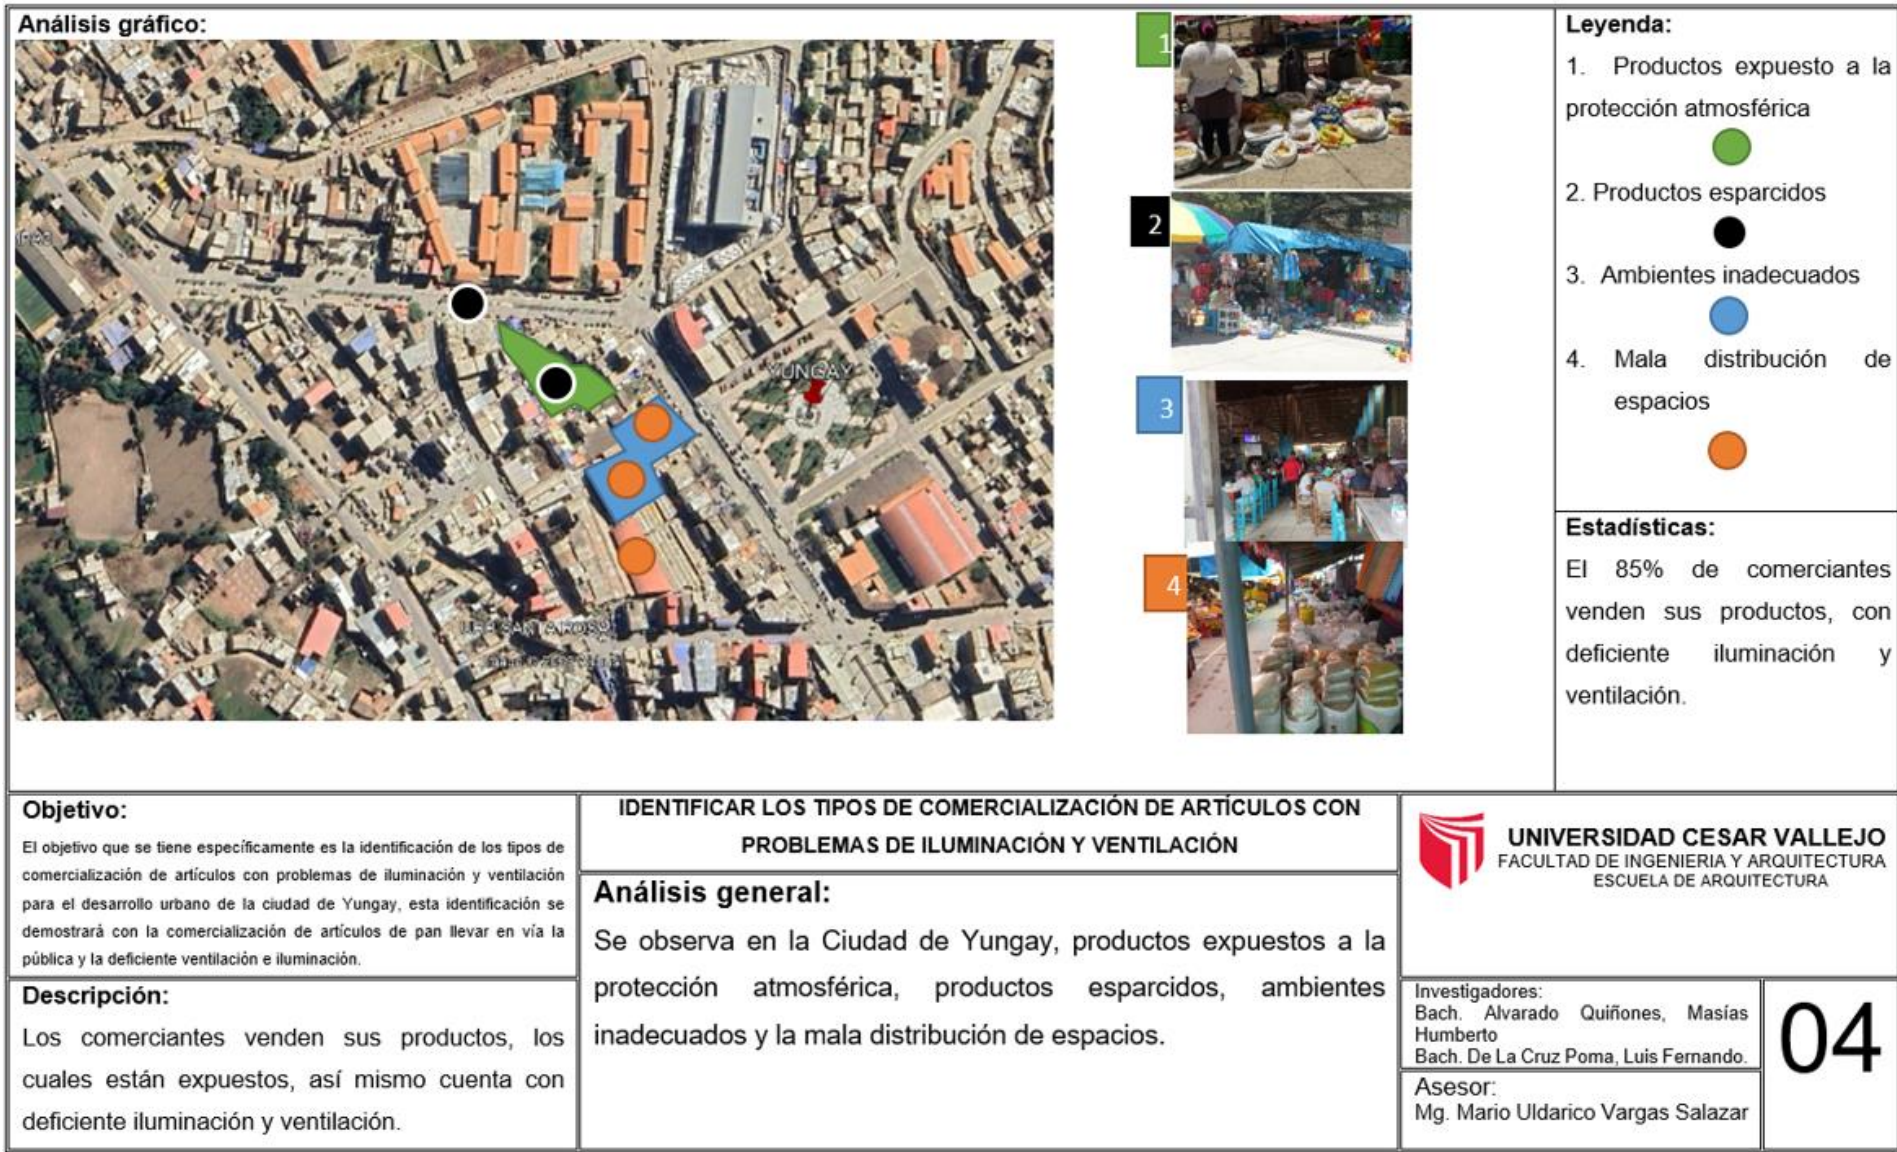 Análisis gráfico:
YUNGAY
1
2
3
4
Leyenda:
1. Productos expuesto a la
protección atmosférica
2. Productos esparcidos
3. Ambientes inadecuados
4. Mala distribución de
espacios
Estadísticas:
El 85% de comerciantes
venden sus productos, con
deficiente iluminación y
ventilación.
Objetivo:
El objetivo que se tiene específicamente es la identificación de los tipos de
comercialización de artículos con problemas de iluminación y ventilación
para el desarrollo urbano de la ciudad de Yungay, esta identificación se
demostrará con la comercialización de artículos de pan llevar en vía la
pública y la deficiente ventilación e iluminación.
Descripción:
Los comerciantes venden sus productos, los
cuales están expuestos, así mismo cuenta con
deficiente iluminación y ventilación.
IDENTIFICAR LOS TIPOS DE COMERCIALIZACIÓN DE ARTÍCULOS CON
PROBLEMAS DE ILUMINACIÓN Y VENTILACIÓN
Análisis general:
Se observa en la Ciudad de Yungay, productos expuestos a la
protección atmosférica, productos esparcidos, ambientes
inadecuados y la mala distribución de espacios.
UNIVERSIDAD CESAR VALLEJO
FACULTAD DE INGENIERIA Y ARQUITECTURA
ESCUELA DE ARQUITECTURA
Investigadores:
Bach. Alvarado Quiñones, Masías
Humberto
Bach. De La Cruz Poma, Luis Fernando.
Asesor:
Mg. Mario Uldarico Vargas Salazar
04